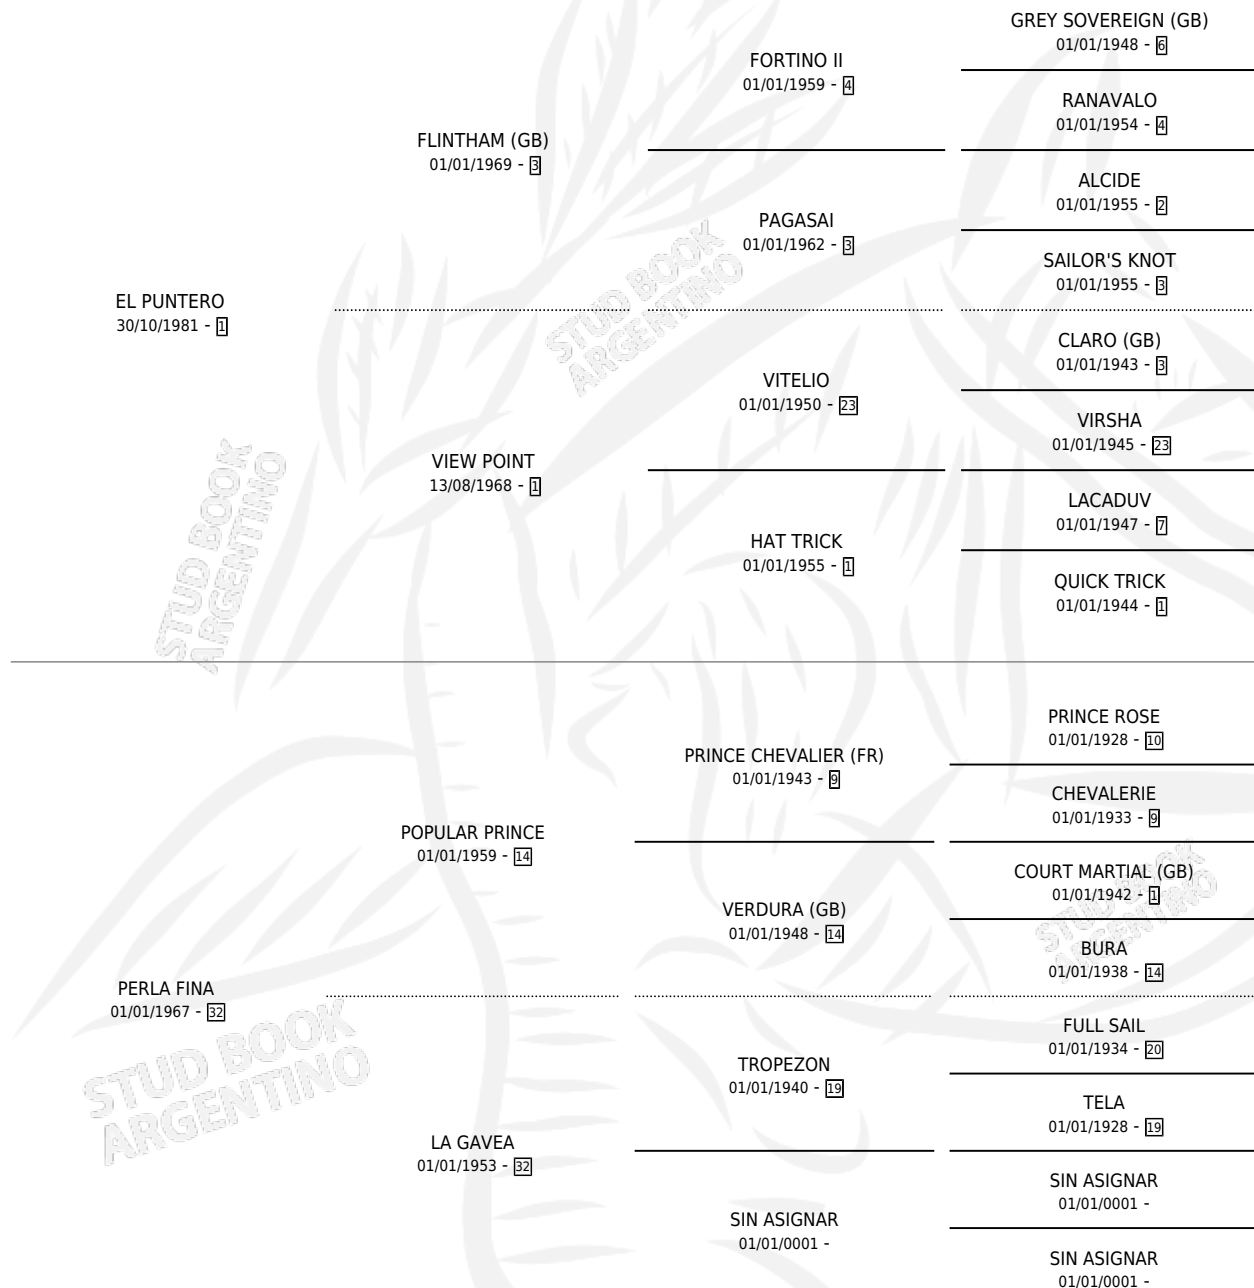 GREY SOVEREIGN (GB)
01/01/1948 - 6
FORTINO II
01/01/1959 - 4
RANAVALO
01/01/1954 - 4
FLINTHAM (GB)
01/01/1969 - 3
ALCIDE
01/01/1955 - 2
PAGASAI
01/01/1962 - 3
SAILOR'S KNOT
01/01/1955 - 3
STUD BOOK
ARGENTINO
EL PUNTERO
30/10/1981 - 1
CLARO (GB)
01/01/1943 - 3
VITELIO
01/01/1950 - 23
VIRSHA
01/01/1945 - 23
VIEW POINT
13/08/1968 - 1
LACADUV
01/01/1947 - 7
HAT TRICK
01/01/1955 - 1
QUICK TRICK
01/01/1944 - 1
STUD BOOK
ARGENTINO
PRINCE ROSE
01/01/1928 - 10
PRINCE CHEVALIER (FR)
01/01/1943 - 9
CHEVALERIE
01/01/1933 - 9
POPULAR PRINCE
01/01/1959 - 14
COURT MARTIAL (GB)
01/01/1942 - 1
VERDURA (GB)
01/01/1948 - 14
BURA
01/01/1938 - 14
STUD BOOK
ARGENTINO
PERLA FINA
01/01/1967 - 32
FULL SAIL
01/01/1934 - 20
TROPEZON
01/01/1940 - 19
TELA
01/01/1928 - 19
STUD BOOK
ARGENTINO
LA GAVEA
01/01/1953 - 32
SIN ASIGNAR
01/01/0001 -
SIN ASIGNAR
01/01/0001 -
SIN ASIGNAR
01/01/0001 -